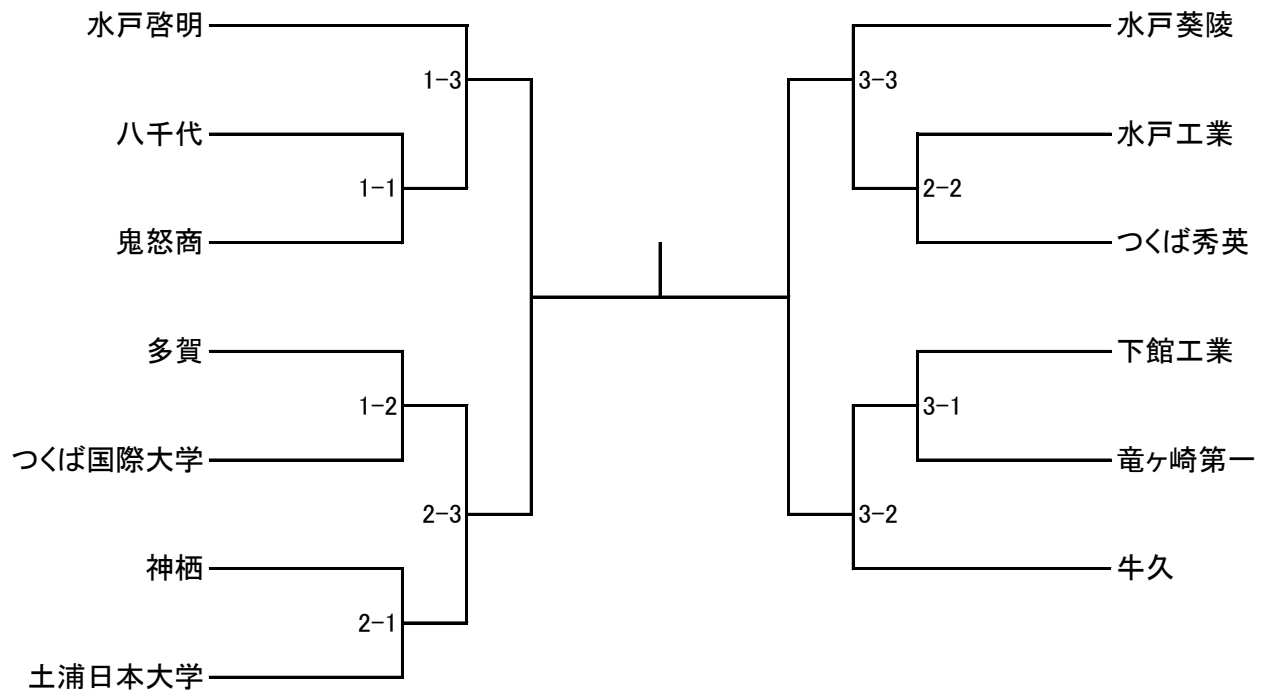 水戸啓明
1-3
八千代
1-1
鬼怒商
多賀
1-2
つくば国際大学
2-3
神栖
2-1
土浦日本大学
水戸葵陵
3-3
水戸工業
2-2
つくば秀英
下館工業
3-1
竜ヶ崎第一
3-2
牛久